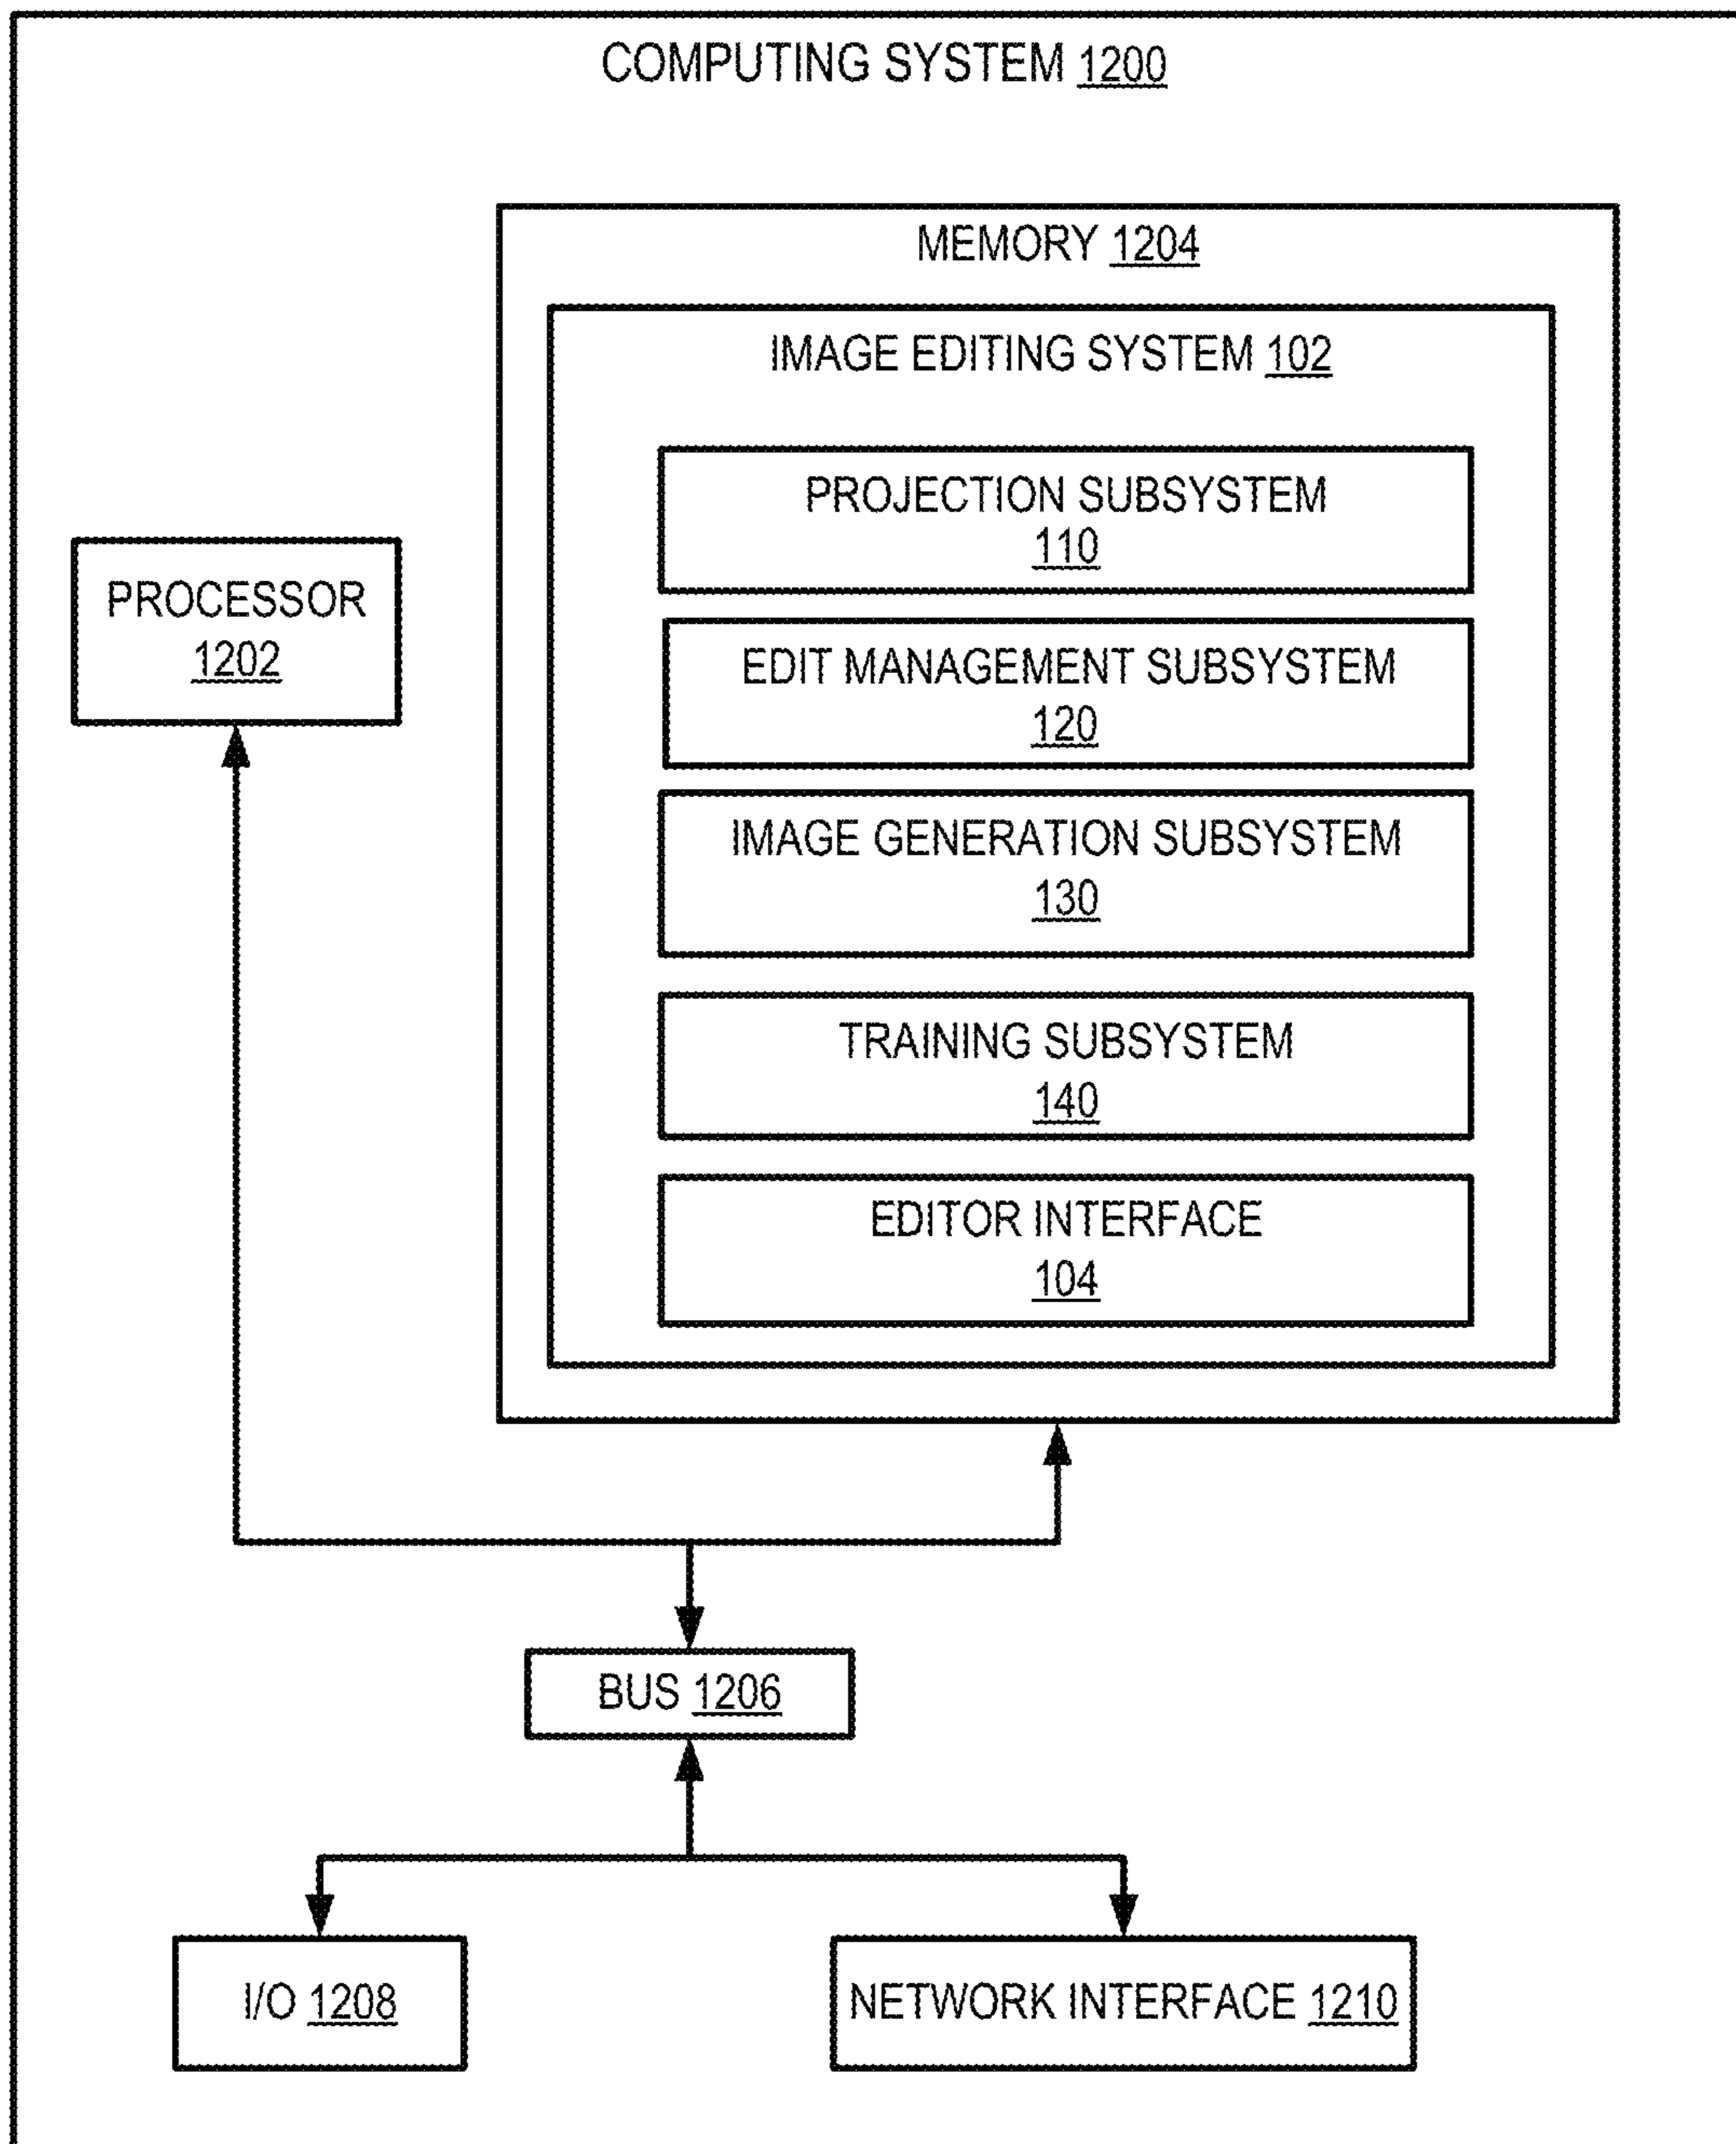 COMPUTING SYSTEM 1200
MEMORY 1204
IMAGE EDITING SYSTEM 102
PROJECTION SUBSYSTEM
110
PROCESSOR
1202
EDIT MANAGEMENT SUBSYSTEM
120
IMAGE GENERATION SUBSYSTEM
130
TRAINING SUBSYSTEM
140
EDITOR INTERFACE
104
BUS 1206
I/O 1208
NETWORK INTERFACE 1210